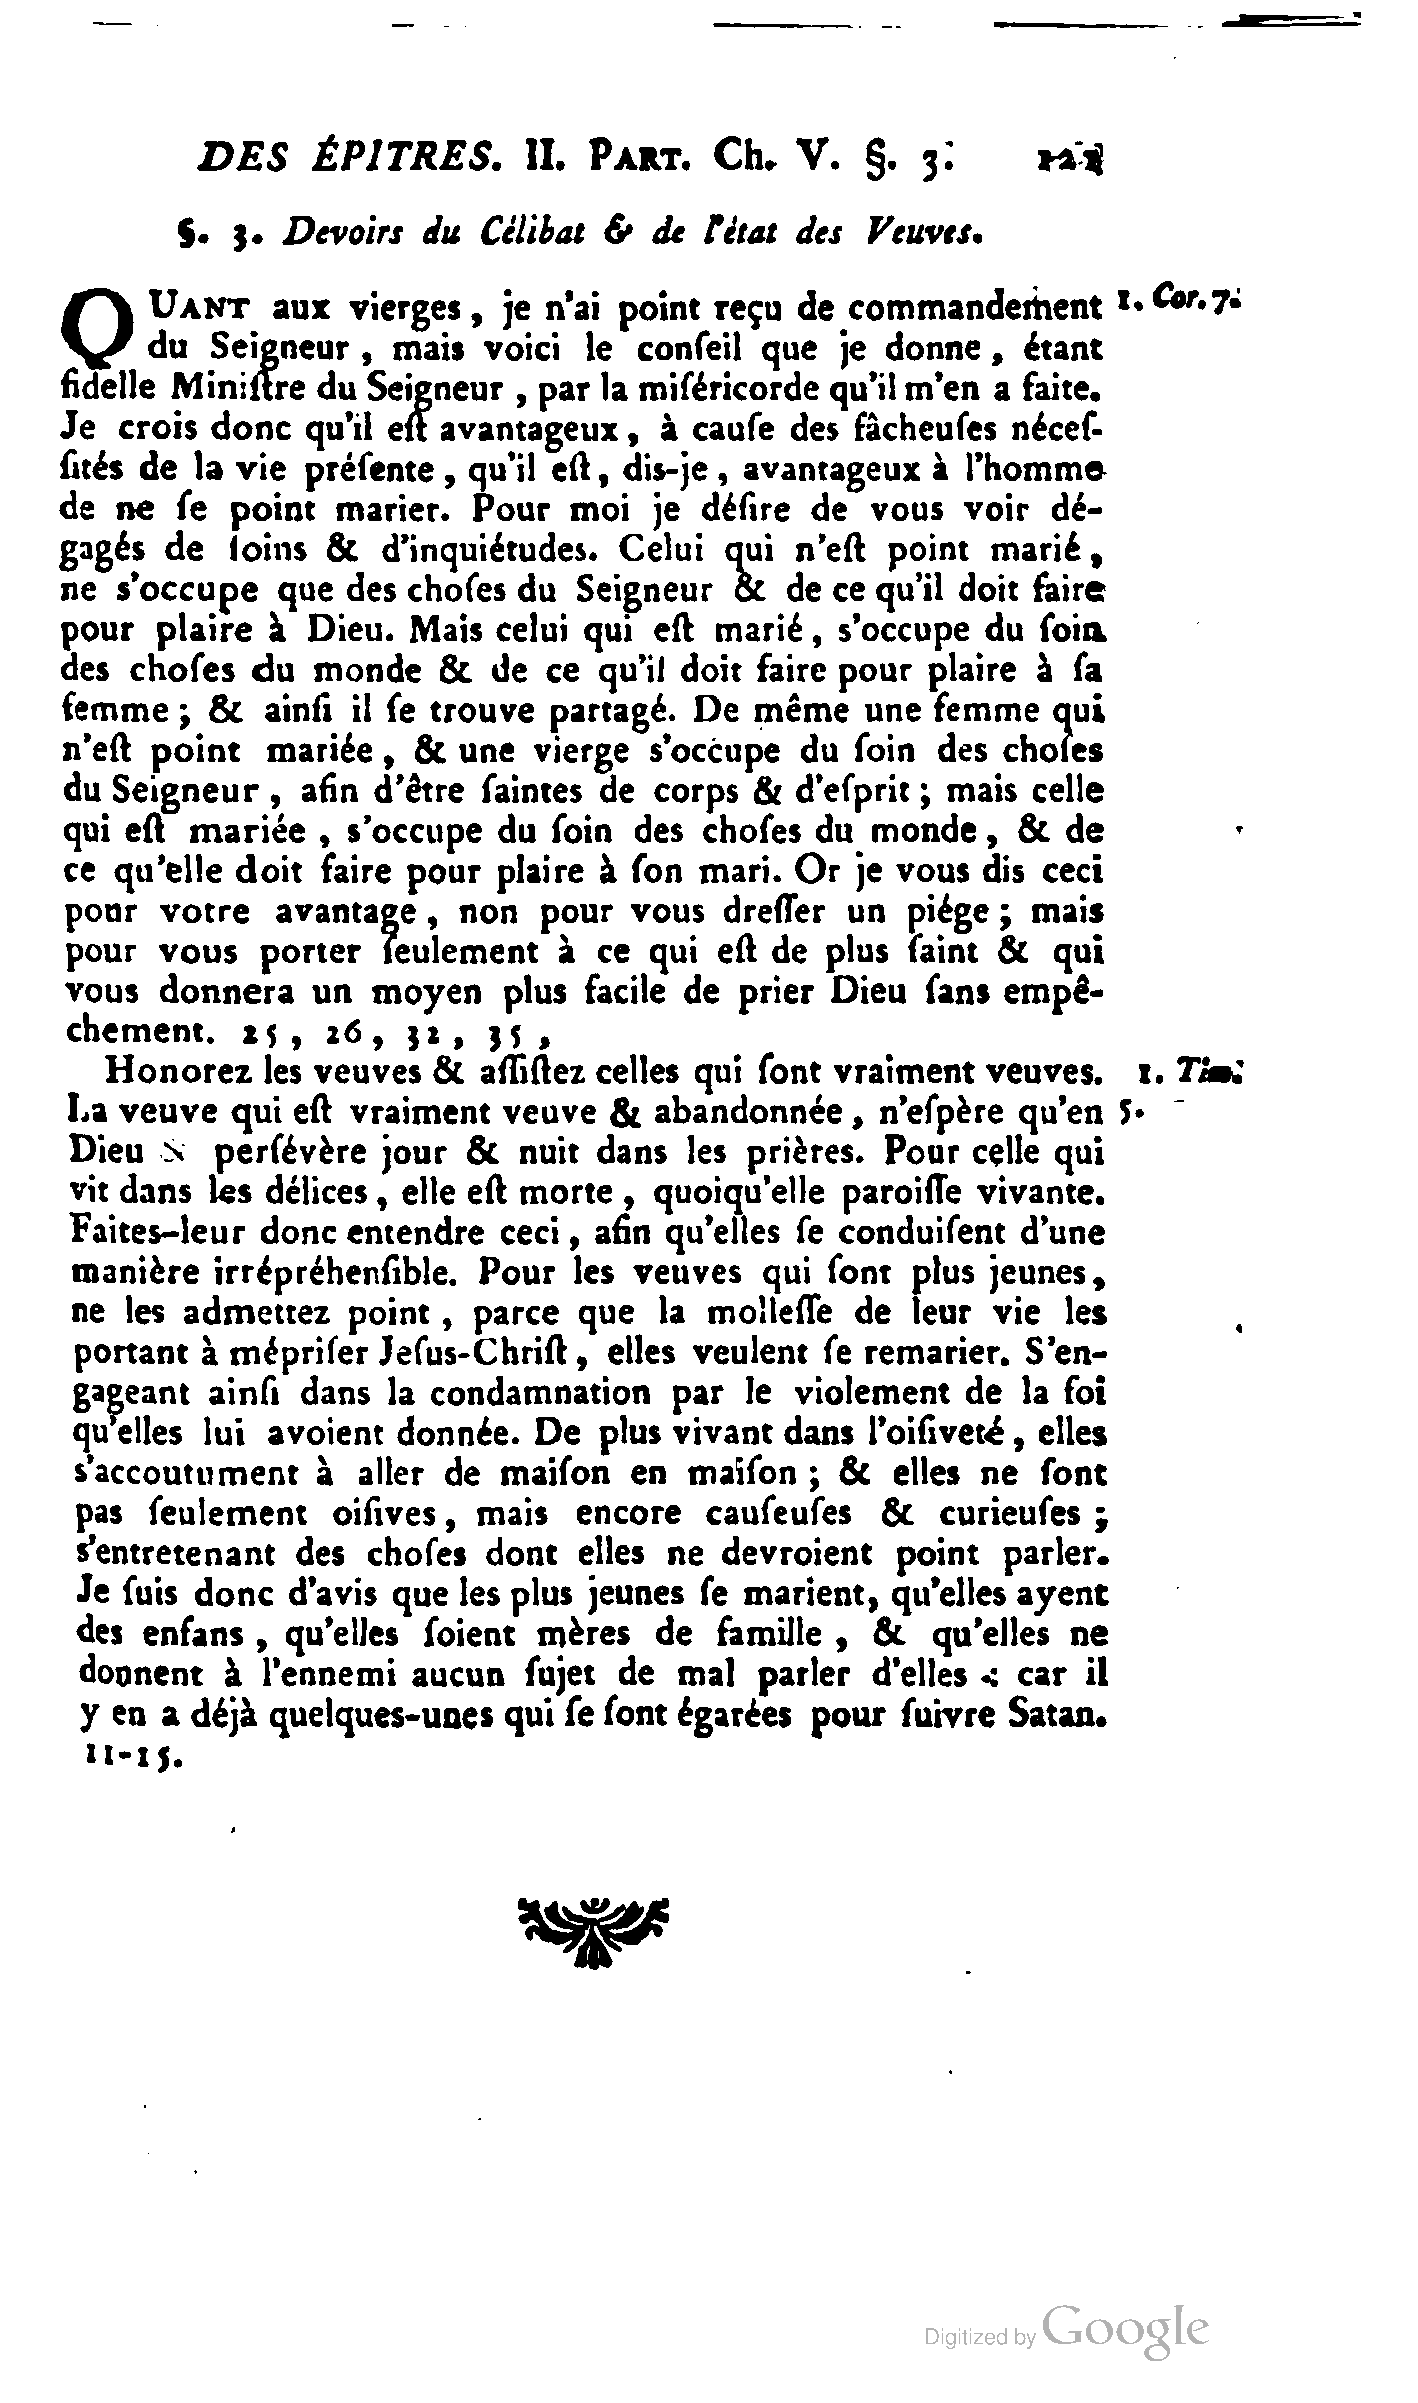 DES ÉPITRES. II. PART. Ch. V. §. 3.
§. 3. Devoirs du Célibat & de l'état des Veuves.
QUANT aux vierges, je n'ai point reçu de commandement 1. Cor. 7.
du Seigneur, mais voici le conſeil que je donne, étant
fidelle Miniſtre du Seigneur, par la miſéricorde qu'il m'en a faite.
Je crois donc qu'il eſt avantageux, à cauſe des fâcheuſes néceſ-
ſités de la vie préſente, qu'il eſt, dis-je, avantageux à l'homme
de ne ſe point marier. Pour moi je déſire de vous voir dé-
gagés de ſoins & d'inquiétudes. Celui qui n'eſt point marié,
ne s'occupe que des choſes du Seigneur & de ce qu'il doit faire
pour plaire à Dieu. Mais celui qui eſt marié, s'occupe du ſoin
des choſes du monde & de ce qu'il doit faire pour plaire à ſa
femme; & ainſi il ſe trouve partagé. De même une femme qui
n'eſt point mariée, & une vierge s'occupe du ſoin des choſes
du Seigneur, afin d'être ſaintes de corps & d'eſprit; mais celle
qui eſt mariée, s'occupe du ſoin des choſes du monde, & de
ce qu'elle doit faire pour plaire à ſon mari. Or je vous dis ceci
pour votre avantage, non pour vous dreſſer un piége; mais
pour vous porter ſeulement à ce qui eſt de plus ſaint & qui
vous donnera un moyen plus facile de prier Dieu ſans empê-
chement. 25, 26, 32, 35,
Honorez les veuves & aſſiſtez celles qui ſont vraiment veuves. 1. Tim.
La veuve qui eſt vraiment veuve & abandonnée, n'eſpère qu'en 5.
Dieu & perſévère jour & nuit dans les prières. Pour celle qui
vit dans les délices, elle eſt morte, quoiqu'elle paroiſſe vivante.
Faites-leur donc entendre ceci, afin qu'elles ſe conduiſent d'une
manière irrépréhenſible. Pour les veuves qui ſont plus jeunes,
ne les admettez point, parce que la molleſſe de leur vie les
portant à mépriſer Jeſus-Chriſt, elles veulent ſe remarier. S'en-
gageant ainſi dans la condamnation par le violement de la foi
qu'elles lui avoient donnée. De plus vivant dans l'oiſiveté, elles
s'accoutument à aller de maiſon en maiſon; & elles ne ſont
pas ſeulement oiſives, mais encore cauſeuſes & curieuſes;
s'entretenant des choſes dont elles ne devroient point parler.
Je ſuis donc d'avis que les plus jeunes ſe marient, qu'elles ayent
des enfans, qu'elles ſoient mères de famille, & qu'elles ne
donnent à l'ennemi aucun ſujet de mal parler d'elles: car il
y en a déjà quelques-unes qui ſe ſont égarées pour ſuivre Satan.
11-15.
Digitized by Google